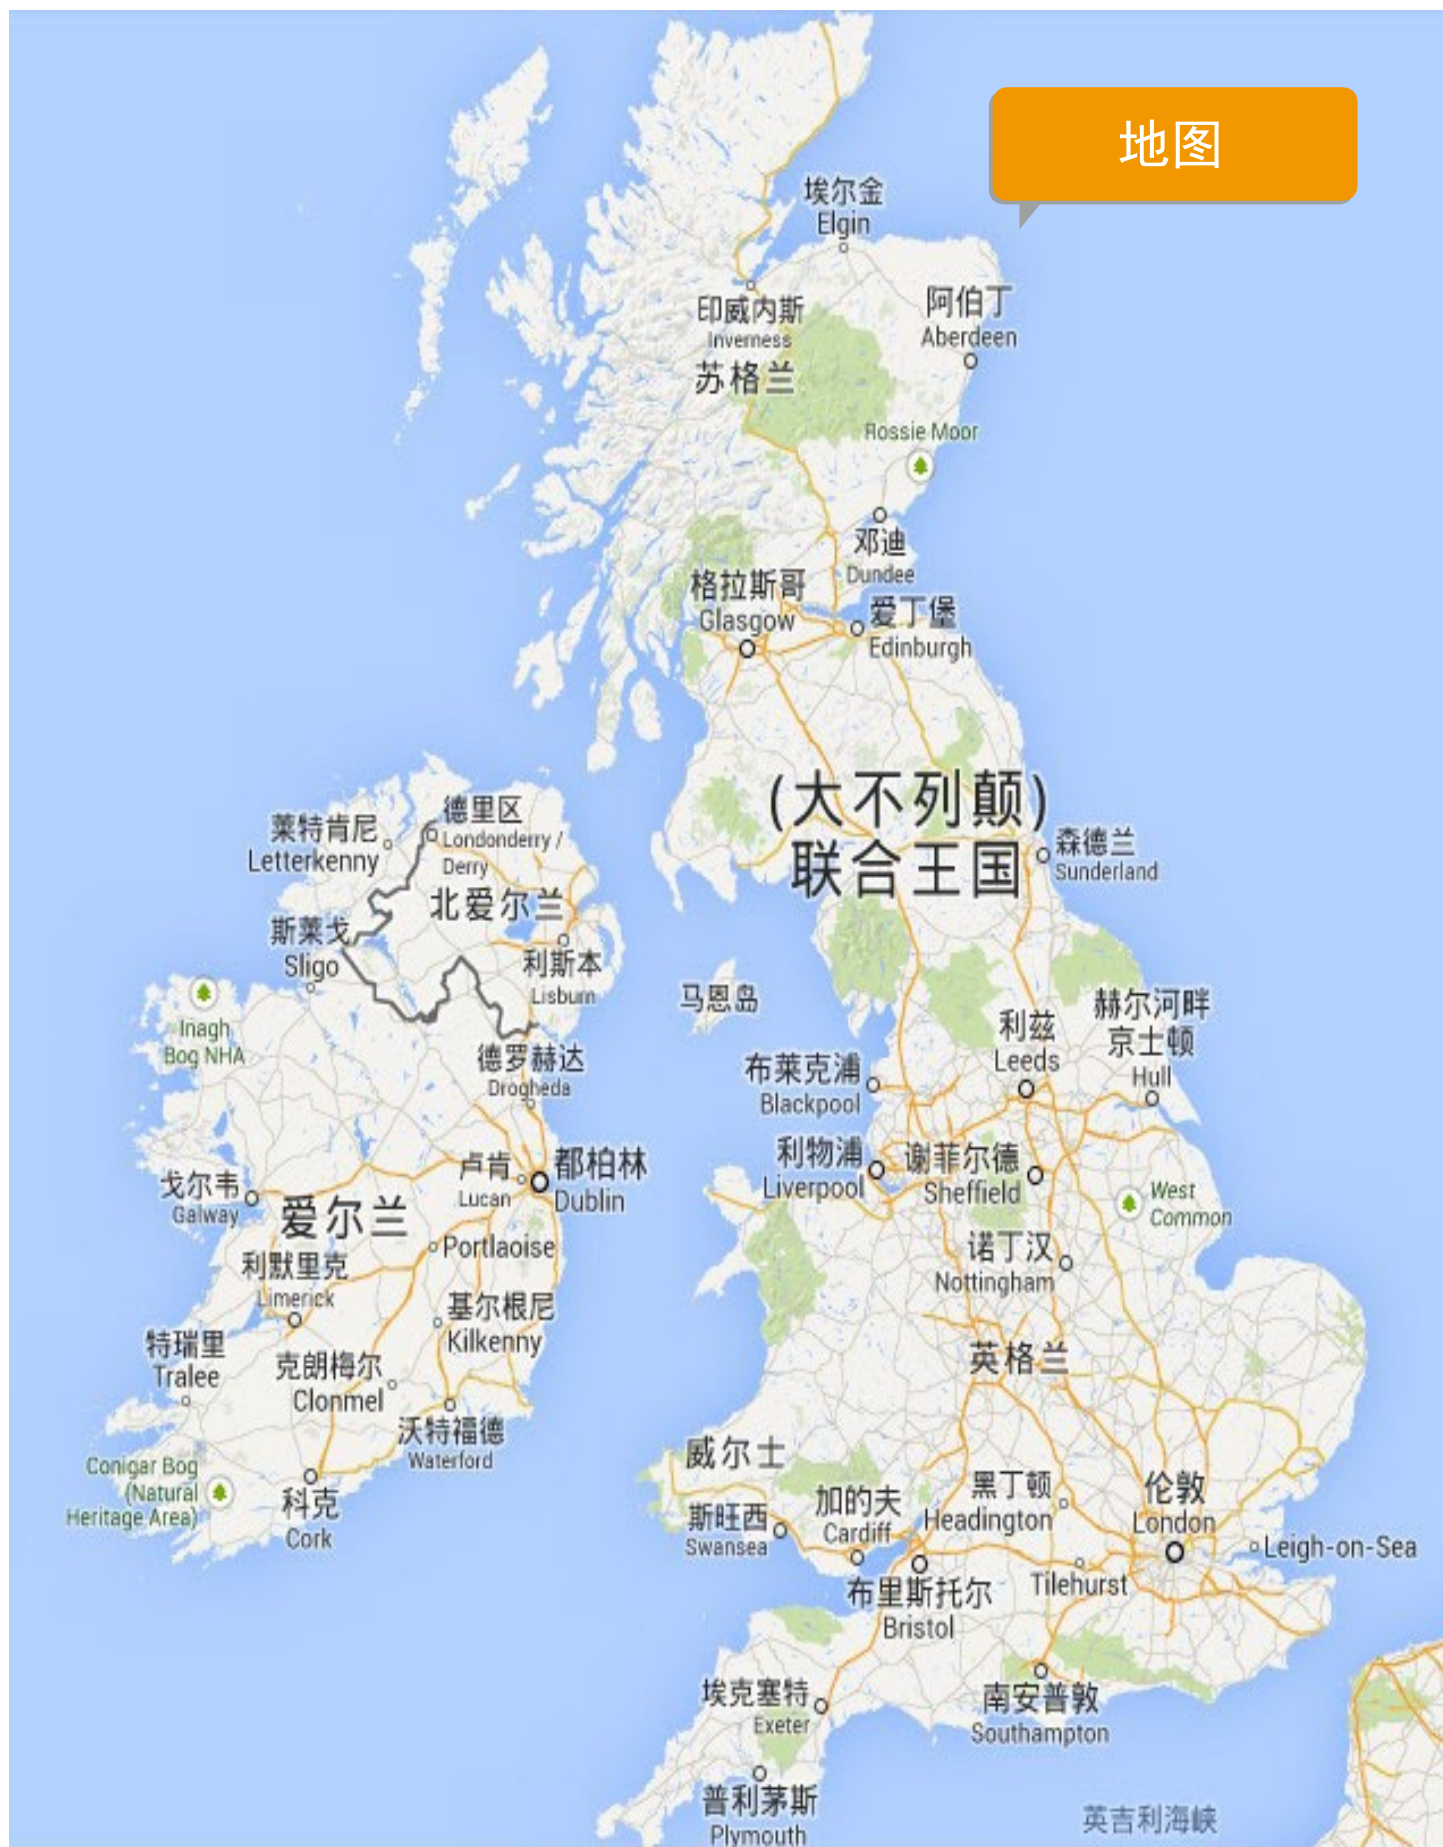 地图
埃尔金
Elgin
印威内斯
Inverness
阿伯丁
Aberdeen
苏格兰
Rossie Moor
邓迪
Dundee
格拉斯哥
Glasgow
爱丁堡
Edinburgh
(大不列颠)
联合王国
德里区
Londonderry /
Derry
莱特肯尼
Letterkenny
森德兰
Sunderland
北爱尔兰
斯莱戈
Sligo
利斯本
Lisburn
马恩岛
Inagh
Bog NHA
赫尔河畔
京士顿
Hull
利兹
Leeds
德罗赫达
Drogheda
布莱克浦
Blackpool
利物浦
Liverpool
谢菲尔德
Sheffield
卢肯
Lucan
都柏林
Dublin
戈尔韦
Galway
爱尔兰
West
Common
Portlaoise
诺丁汉
Nottingham
利默里克
Limerick
基尔根尼
Kilkenny
特瑞里
Tralee
克朗梅尔
Clonmel
英格兰
沃特福德
Waterford
威尔士
Conigar Bog
(Natural
Heritage Area)
科克
Cork
斯旺西
Swansea
加的夫
Cardiff
黑丁顿
Headington
伦敦
London
Leigh-on-Sea
布里斯托尔
Bristol
Tilehurst
埃克塞特
Exeter
南安普敦
Southampton
普利茅斯
Plymouth
英吉利海峡